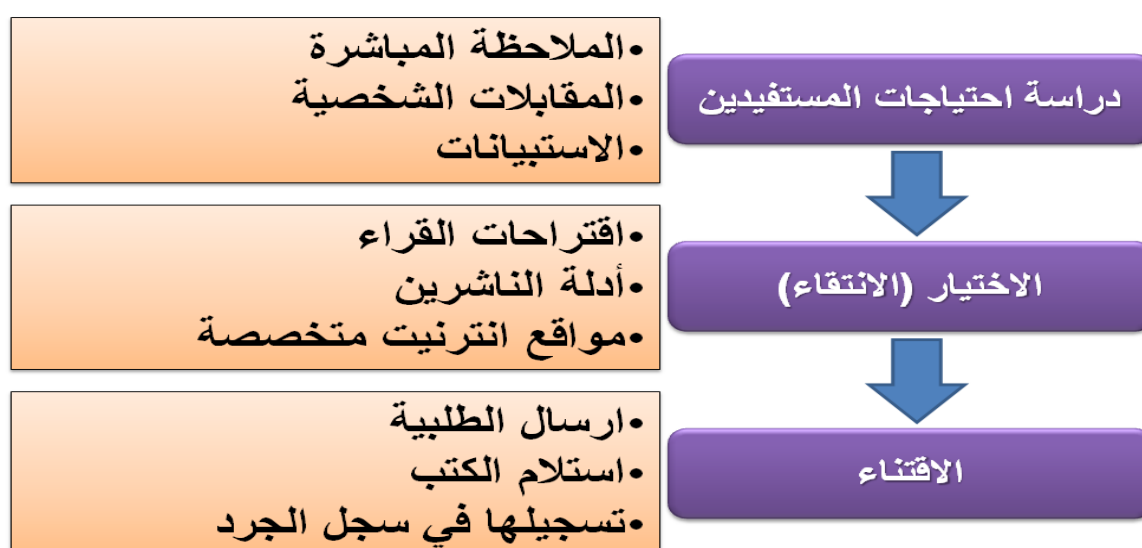 دراسة احتياجات المستفيدين
•الملاحظة المباشرة
•المقابلات الشخصية
•الاستبيانات
الاختيار (الانتقاء)
•اقتراحات القراء
•أدلة الناشرين
•مواقع انترنيت متخصصة
الاقتناء
•ارسال الطلبية
•استلام الكتب
•تسجيلها في سجل الجرد